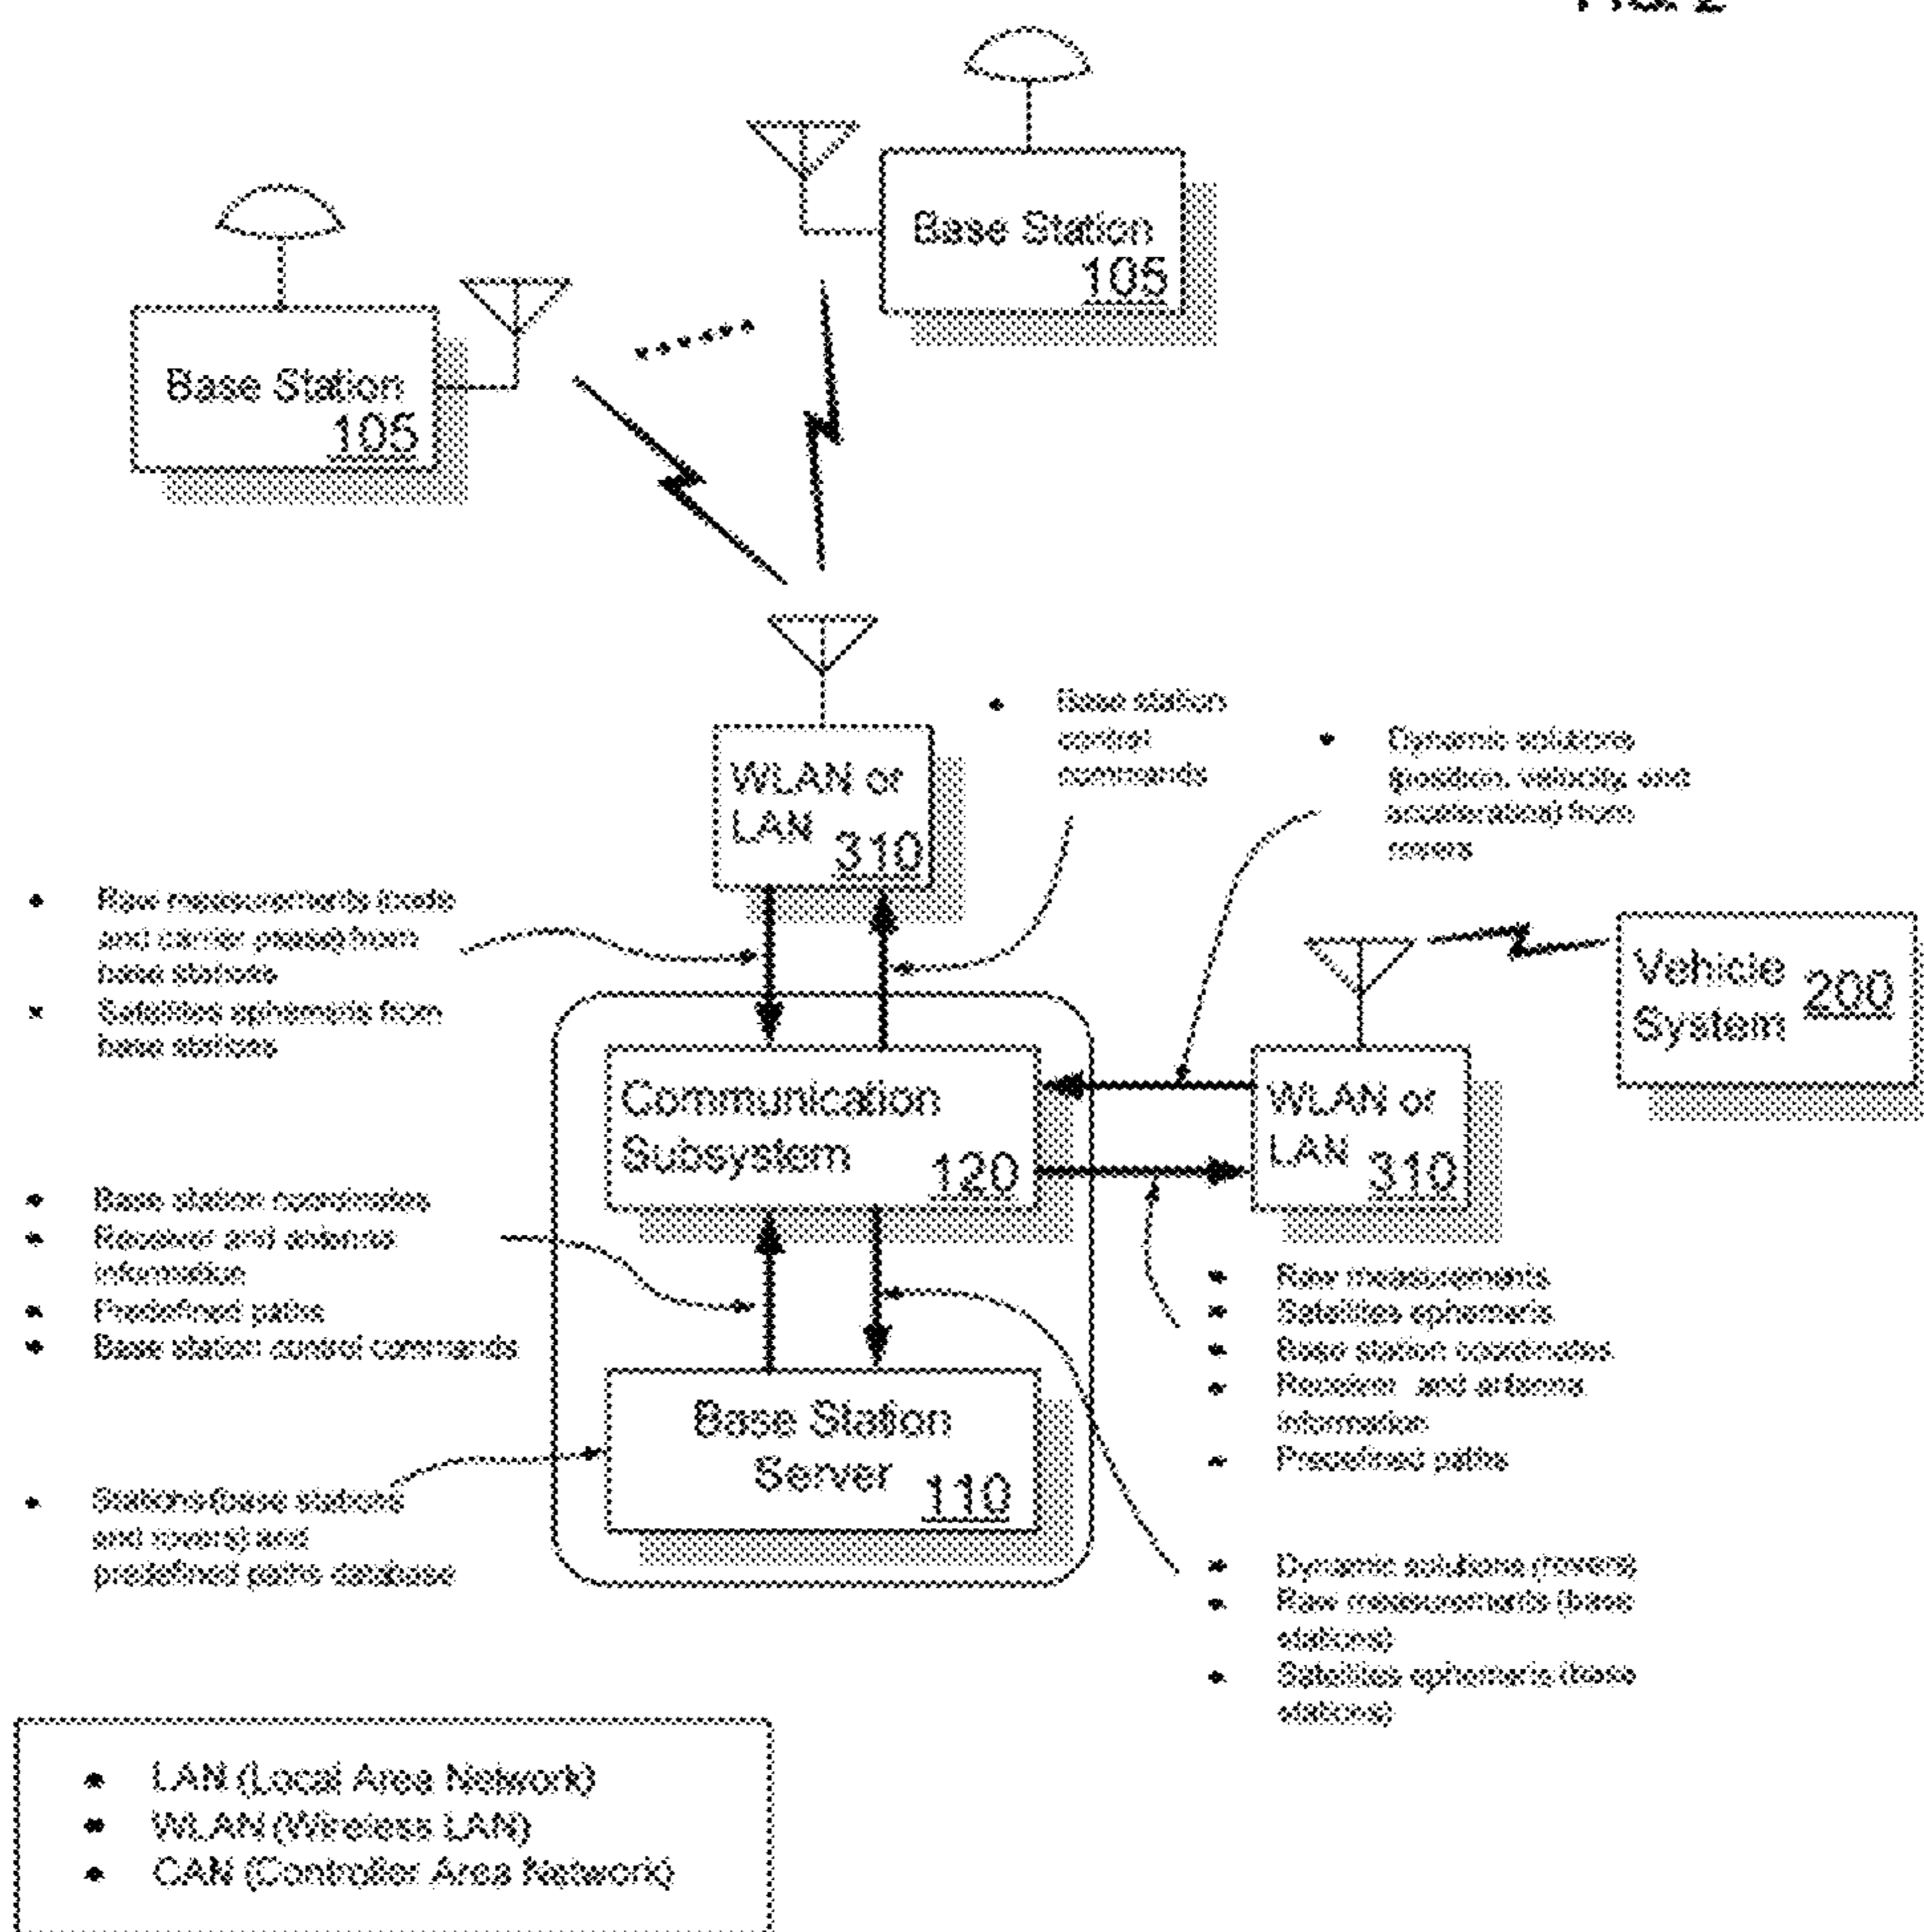 FIG. 2
Base Station
105
Base Station
105
WLAN or
LAN 310
• Base station
control
commands
• Dynamic solutions
(position, velocity, and
acceleration) from
rovers
• Raw measurements (code
and carrier phase) from
base stations
• Satellites ephemeris from
base stations
Vehicle
System 200
Communication
Subsystem 120
WLAN or
LAN 310
• Base station coordinates
• Receiver and antenna
information
• Predefined paths
• Base station control commands
• Raw measurements
• Satellites ephemeris
• Base station coordinates
• Receiver and antenna
information
• Predefined paths
Base Station
Server 110
• Stations (base stations
and rovers) and
predefined paths database
• Dynamic solutions (rovers)
• Raw measurements (base
stations)
• Satellites ephemeris (base
stations)
• LAN (Local Area Network)
• WLAN (Wireless LAN)
• CAN (Controller Area Network)